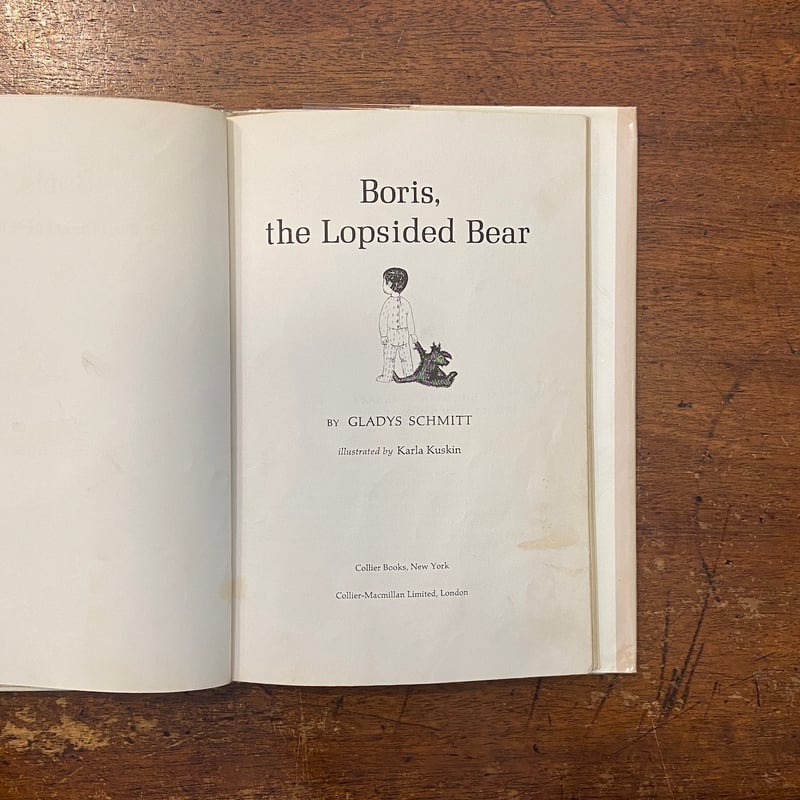 Boris,
the Lopsided Bear
BY GLADYS SCHMITT
illustrated by Karla Kuskin
Collier Books, New York
Collier-Macmillan Limited, London